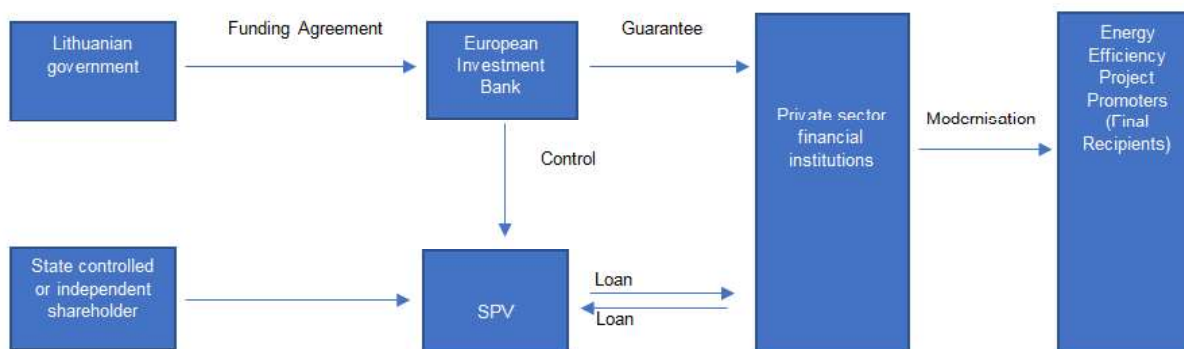 Lithuanian
government
Funding Agreement
European
Investment
Bank
Guarantee
Private sector
financial
institutions
Modernisation
Energy
Efficiency
Project
Promoters
(Final
Recipients)
Control
State controlled
or independent
shareholder
SPV
Loan
Loan